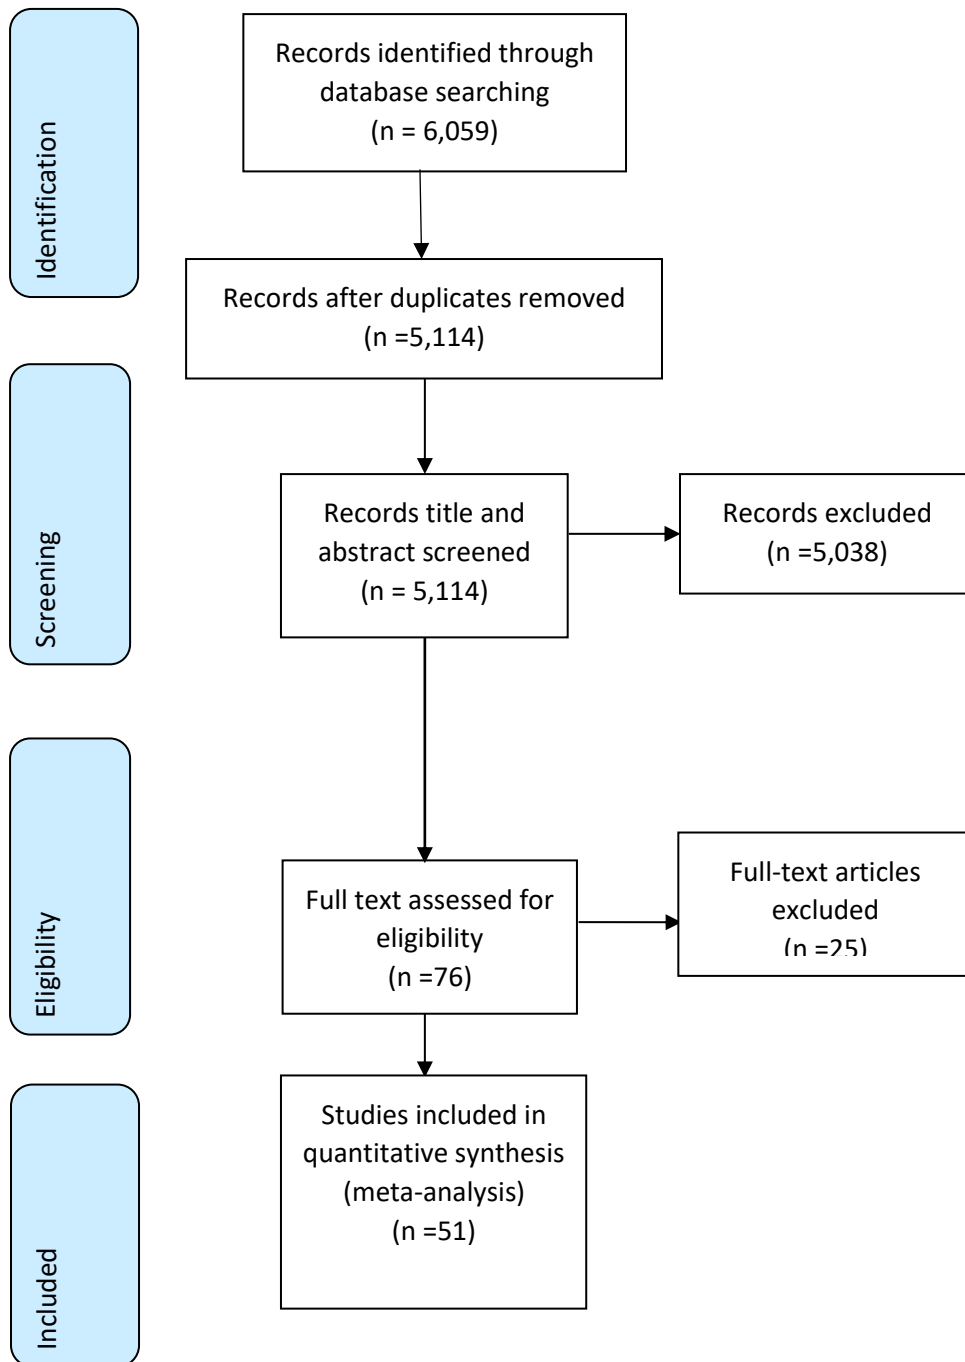 Identification
Records identified through
database searching
(n = 6,059)
Records after duplicates removed
(n =5,114)
Screening
Records title and
abstract screened
(n = 5,114)
Records excluded
(n =5,038)
Eligibility
Full text assessed for
eligibility
(n =76)
Full-text articles
excluded
(n =25)
Included
Studies included in
quantitative synthesis
(meta-analysis)
(n =51)